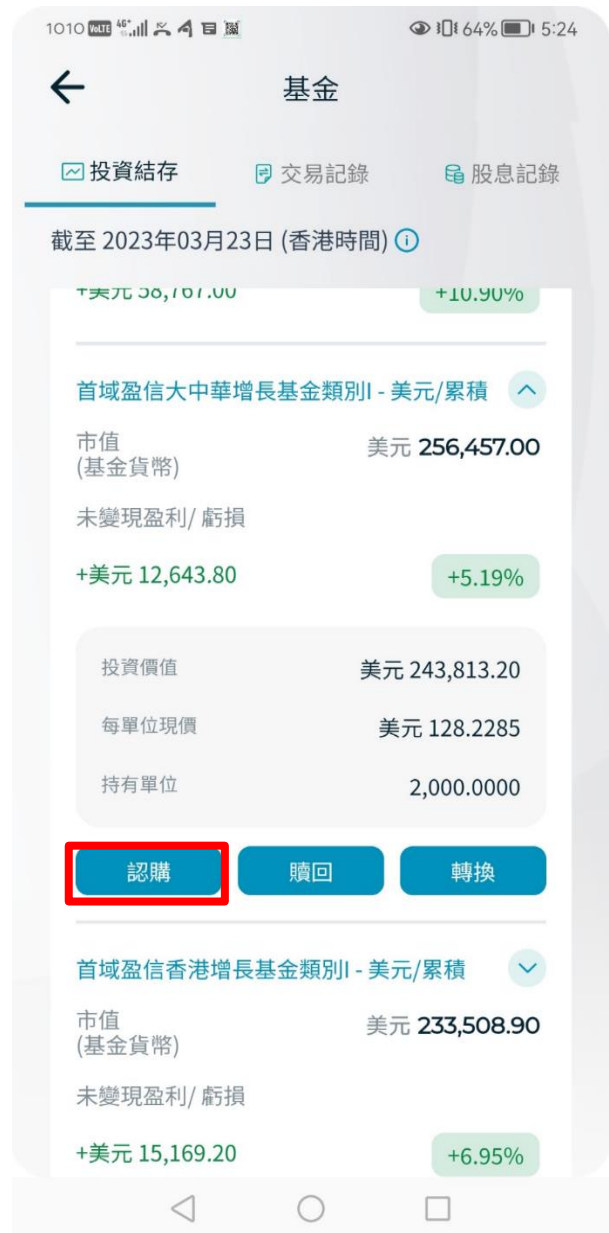 1010 VoLTE 4G+ 64% 5:24
基金
投資結存 交易記錄 股息記錄
截至 2023年03月23日 (香港時間)
+美元 58,767.00 +10.90%
首域盈信大中華增長基金類別I - 美元/累積
市值 美元 256,457.00
(基金貨幣)
未變現盈利/ 虧損
+美元 12,643.80 +5.19%
投資價值 美元 243,813.20
每單位現價 美元 128.2285
持有單位 2,000.0000
認購 贖回 轉換
首域盈信香港增長基金類別I - 美元/累積
市值 美元 233,508.90
(基金貨幣)
未變現盈利/ 虧損
+美元 15,169.20 +6.95%